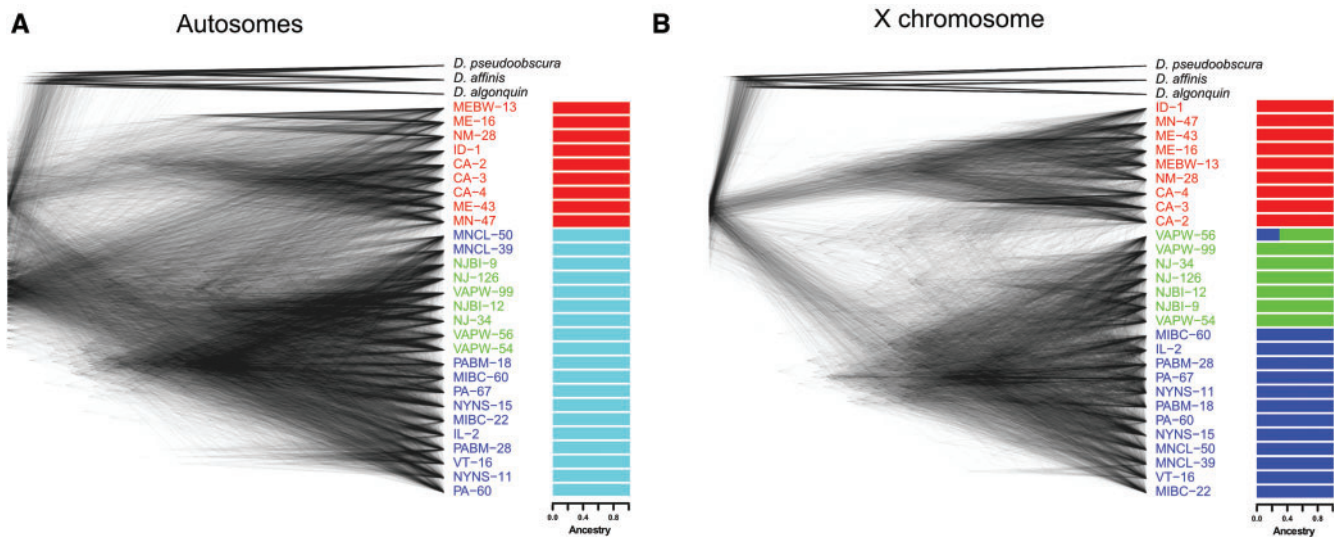 A
Autosomes
D. pseudoobscura
D. affinis
D. algonquin
MEBW−13
ME−16
NM−28
ID−1
CA−2
CA−3
CA−4
ME−43
MN−47
MNCL−50
MNCL−39
NJBI−9
NJ−126
VAPW−99
NJBI−12
NJ−34
VAPW−56
VAPW−54
PABM−18
MIBC−60
PA−67
NYNS−15
MIBC−22
IL−2
PABM−28
VT−16
NYNS−11
PA−60
0.0 0.4 0.8
Ancestry
B
X chromosome
D. pseudoobscura
D. affinis
D. algonquin
ID−1
MN−47
ME−43
ME−16
MEBW−13
NM−28
CA−4
CA−3
CA−2
VAPW−56
VAPW−99
NJ−34
NJ−126
NJBI−12
NJBI−9
VAPW−54
MIBC−60
IL−2
PABM−28
PA−67
NYNS−11
PABM−18
PA−60
NYNS−15
MNCL−50
MNCL−39
VT−16
MIBC−22
0.0 0.4 0.8
Ancestry